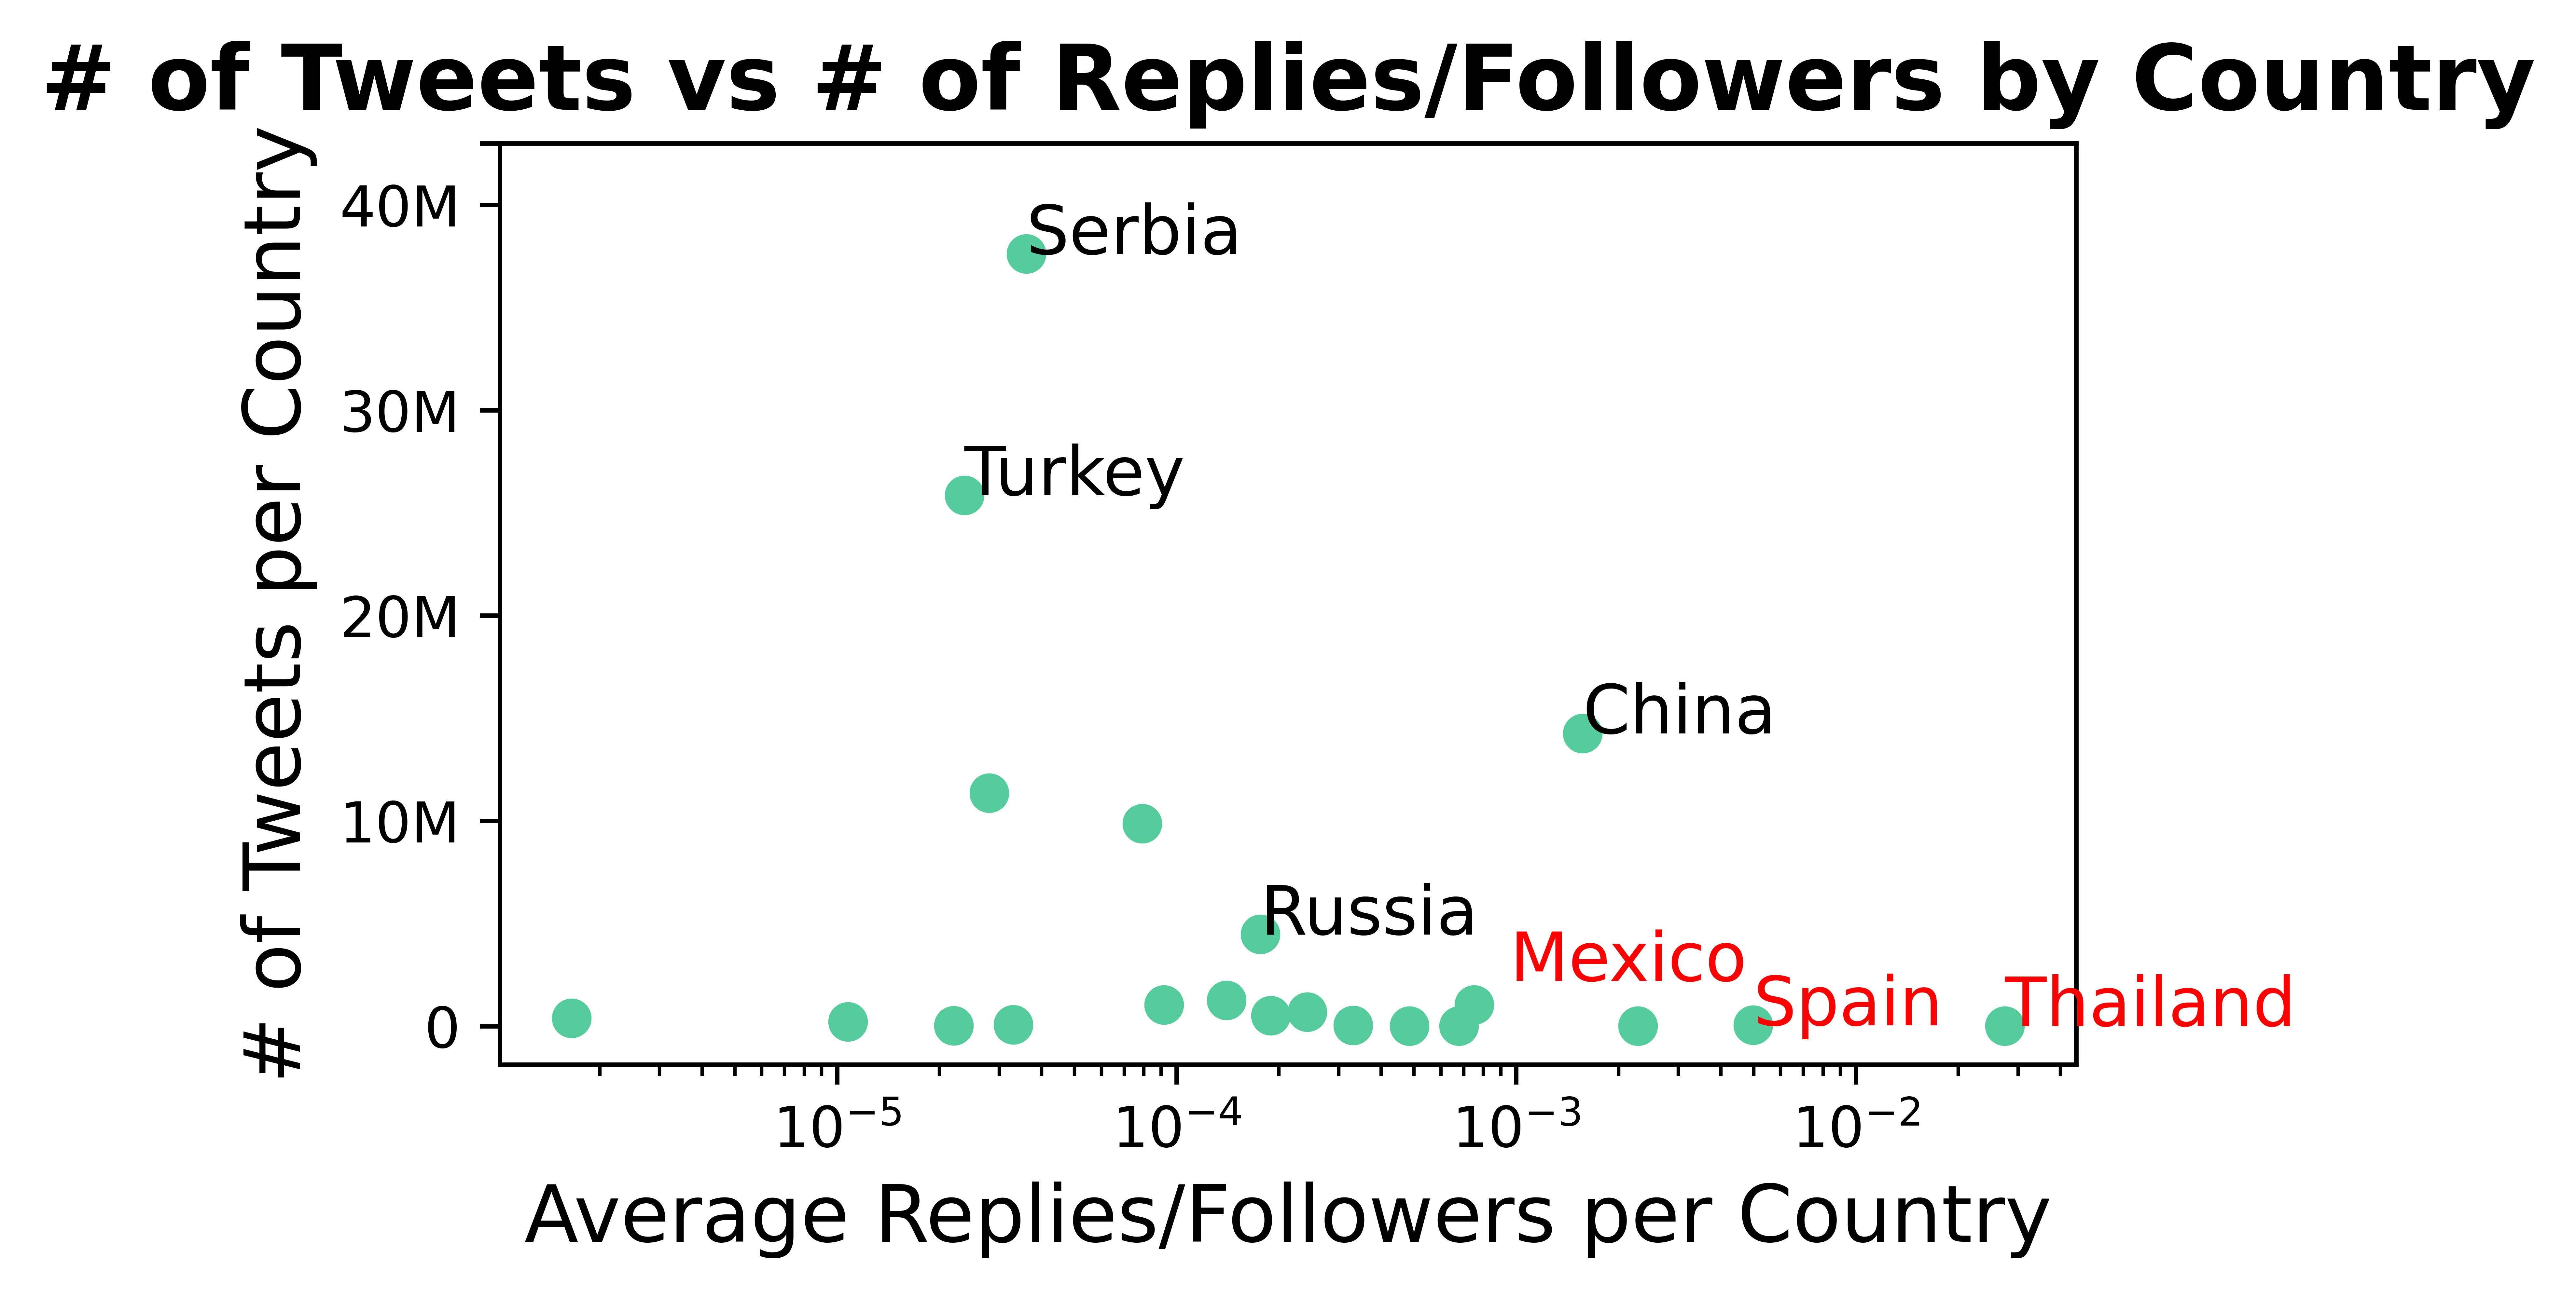 # of Tweets vs # of Replies/Followers by Country
# of Tweets per Country
40M
30M
20M
10M
0
Serbia
Turkey
China
Russia
Mexico
Spain
Thailand
10⁻⁵
10⁻⁴
10⁻³
10⁻²
Average Replies/Followers per Country